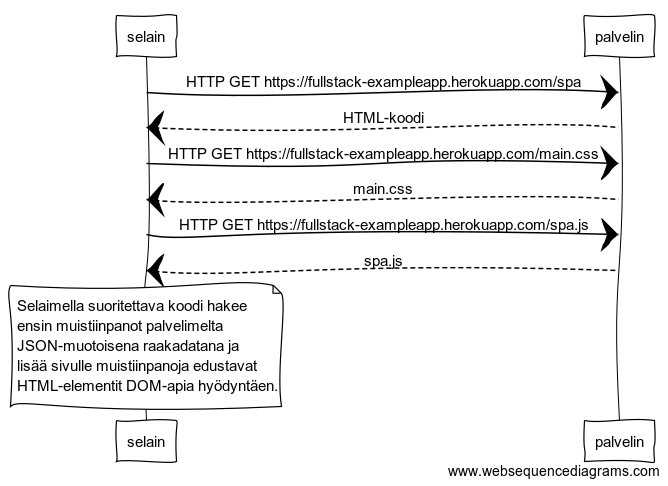 selain
palvelin
HTTP GET https://fullstack-exampleapp.herokuapp.com/spa
HTML-koodi
HTTP GET https://fullstack-exampleapp.herokuapp.com/main.css
main.css
HTTP GET https://fullstack-exampleapp.herokuapp.com/spa.js
spa.js
Selaimella suoritettava koodi hakee
ensin muistiinpanot palvelimelta
JSON-muotoisena raakadatana ja
lisää sivulle muistiinpanoja edustavat
HTML-elementit DOM-apia hyödyntäen.
selain
palvelin
www.websequencediagrams.com